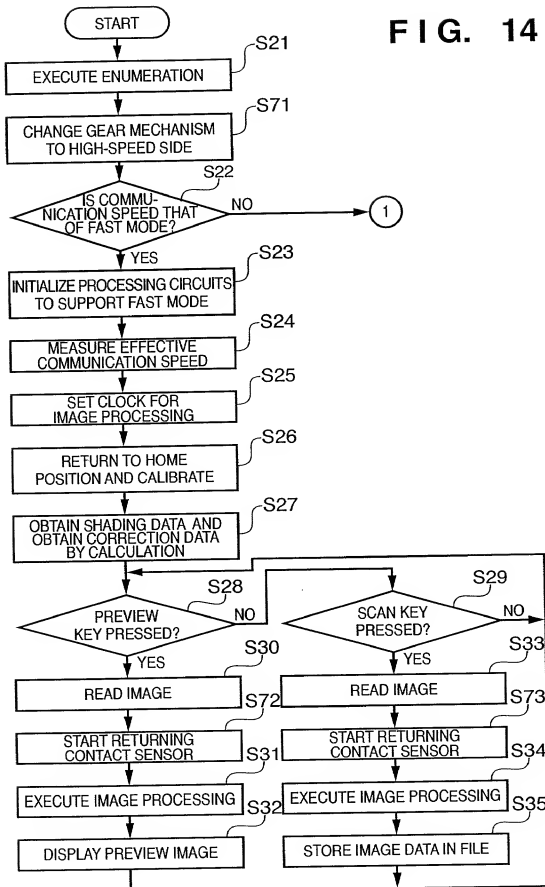 FIG. 14
START
S21
EXECUTE ENUMERATION
S71
CHANGE GEAR MECHANISM
TO HIGH-SPEED SIDE
S22
IS COMMU-
NICATION SPEED THAT
OF FAST MODE?
NO
1
YES
S23
INITIALIZE PROCESSING CIRCUITS
TO SUPPORT FAST MODE
S24
MEASURE EFFECTIVE
COMMUNICATION SPEED
S25
SET CLOCK FOR
IMAGE PROCESSING
S26
RETURN TO HOME
POSITION AND CALIBRATE
S27
OBTAIN SHADING DATA AND
OBTAIN CORRECTION DATA
BY CALCULATION
S28
PREVIEW
KEY PRESSED?
NO
YES
S30
READ IMAGE
S72
START RETURNING
CONTACT SENSOR
S31
EXECUTE IMAGE PROCESSING
S32
DISPLAY PREVIEW IMAGE
S29
SCAN KEY
PRESSED?
NO
YES
S33
READ IMAGE
S73
START RETURNING
CONTACT SENSOR
S34
EXECUTE IMAGE PROCESSING
S35
STORE IMAGE DATA IN FILE